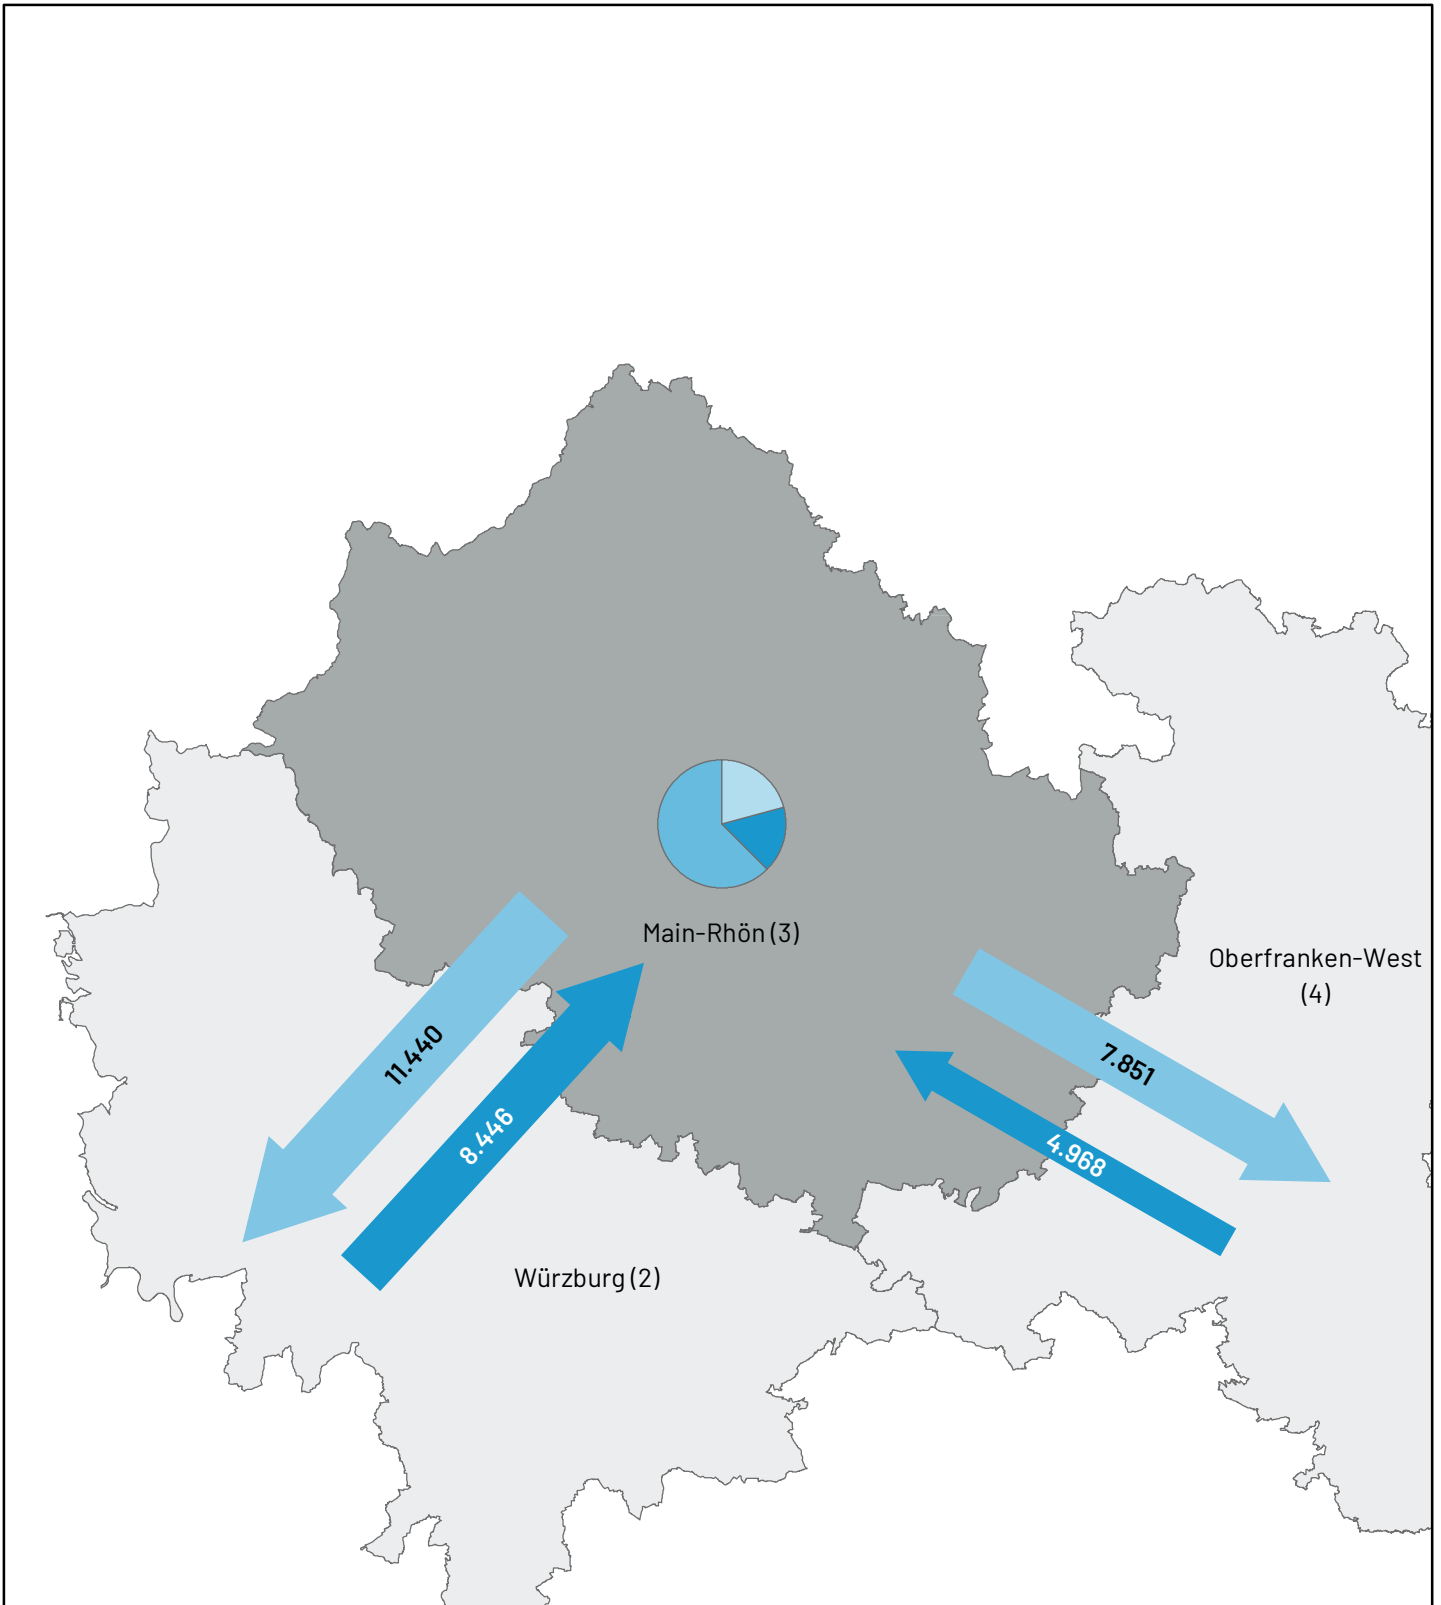 Main-Rhön (3)
Oberfranken-West
(4)
11.440
7.851
8.446
4.968
Würzburg (2)